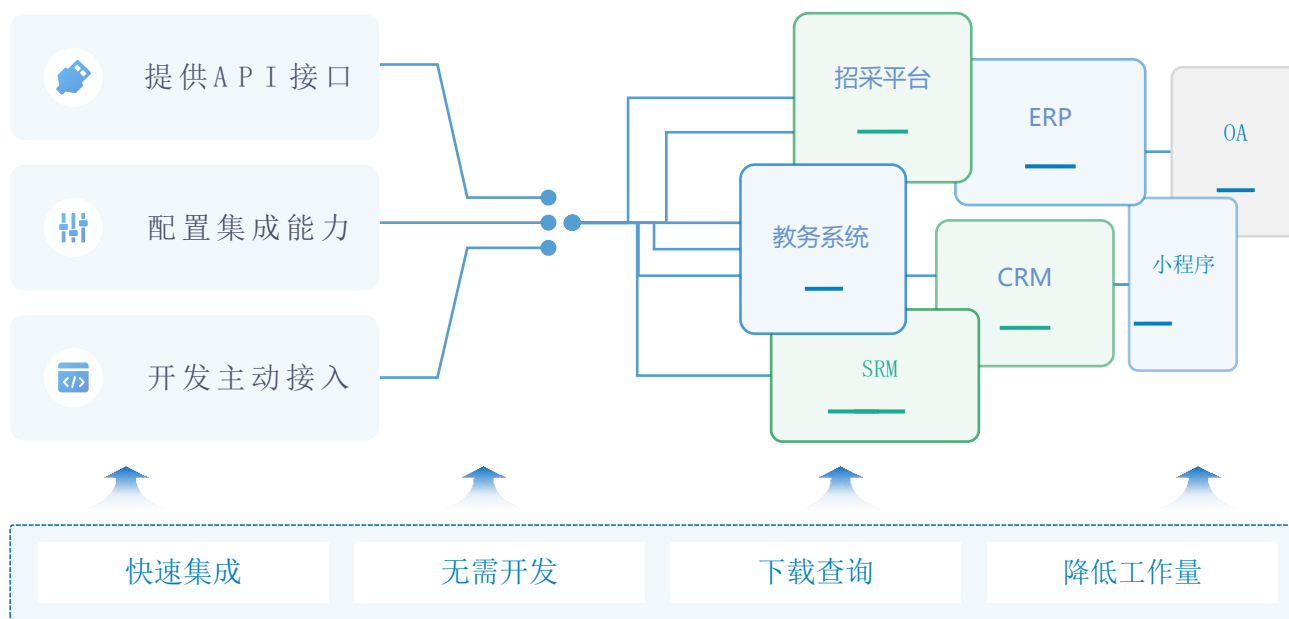 提供API接口
配置集成能力
开发主动接入
招采平台
ERP
OA
教务系统
CRM
小程序
SRM
快速集成
无需开发
下载查询
降低工作量